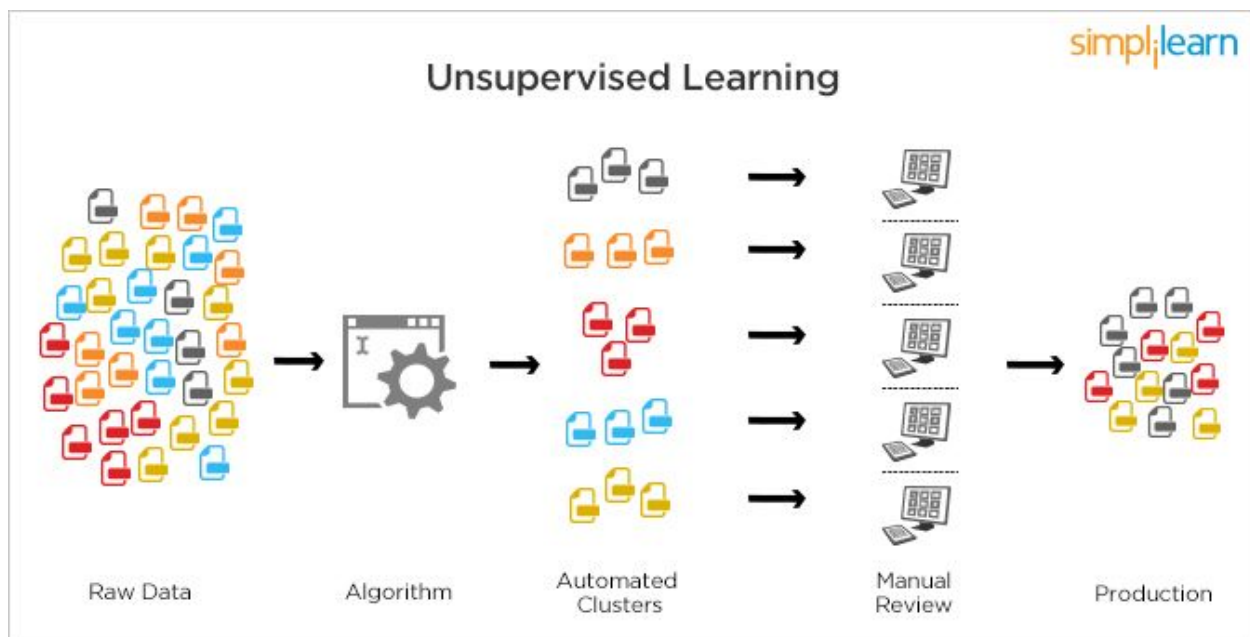 simplilearn
Unsupervised Learning
Raw Data
Algorithm
Automated
Clusters
Manual
Review
Production